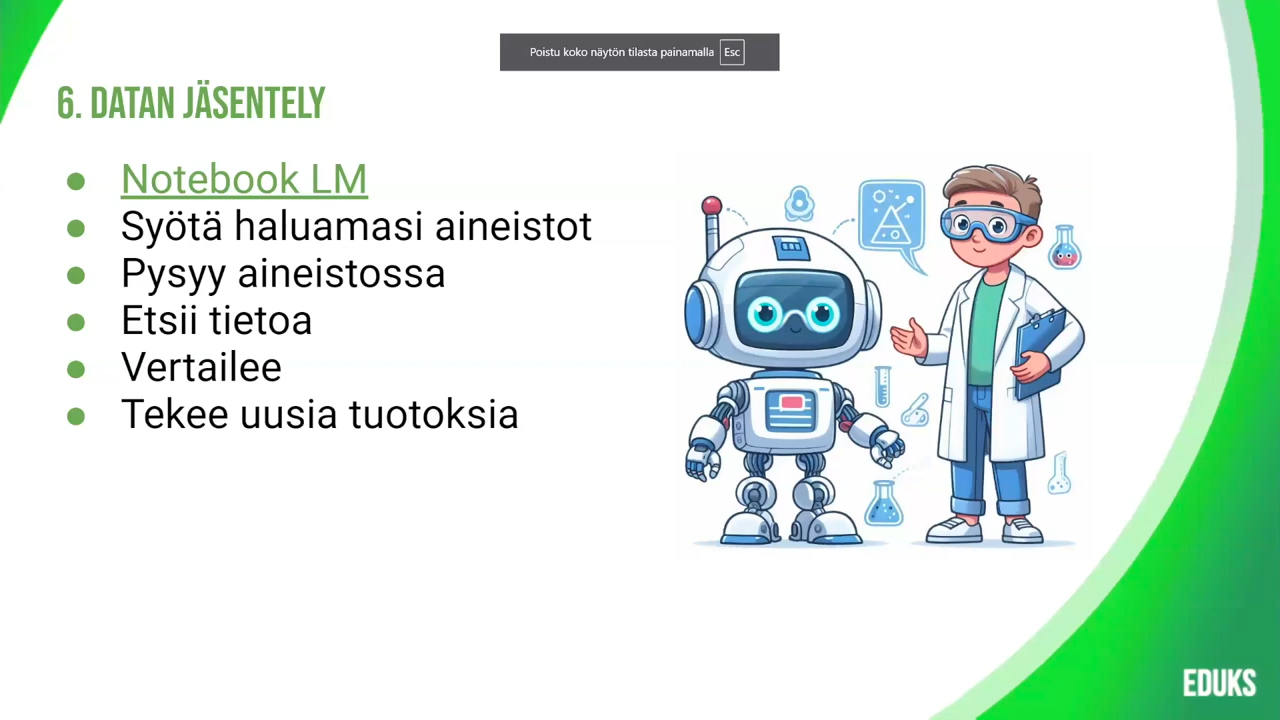 Poistu koko näytön tilasta painamalla Esc
6. DATAN JÄSENTELY
● Notebook LM
● Syötä haluamasi aineistot
● Pysyy aineistossa
● Etsii tietoa
● Vertailee
● Tekee uusia tuotoksia
EDUKS